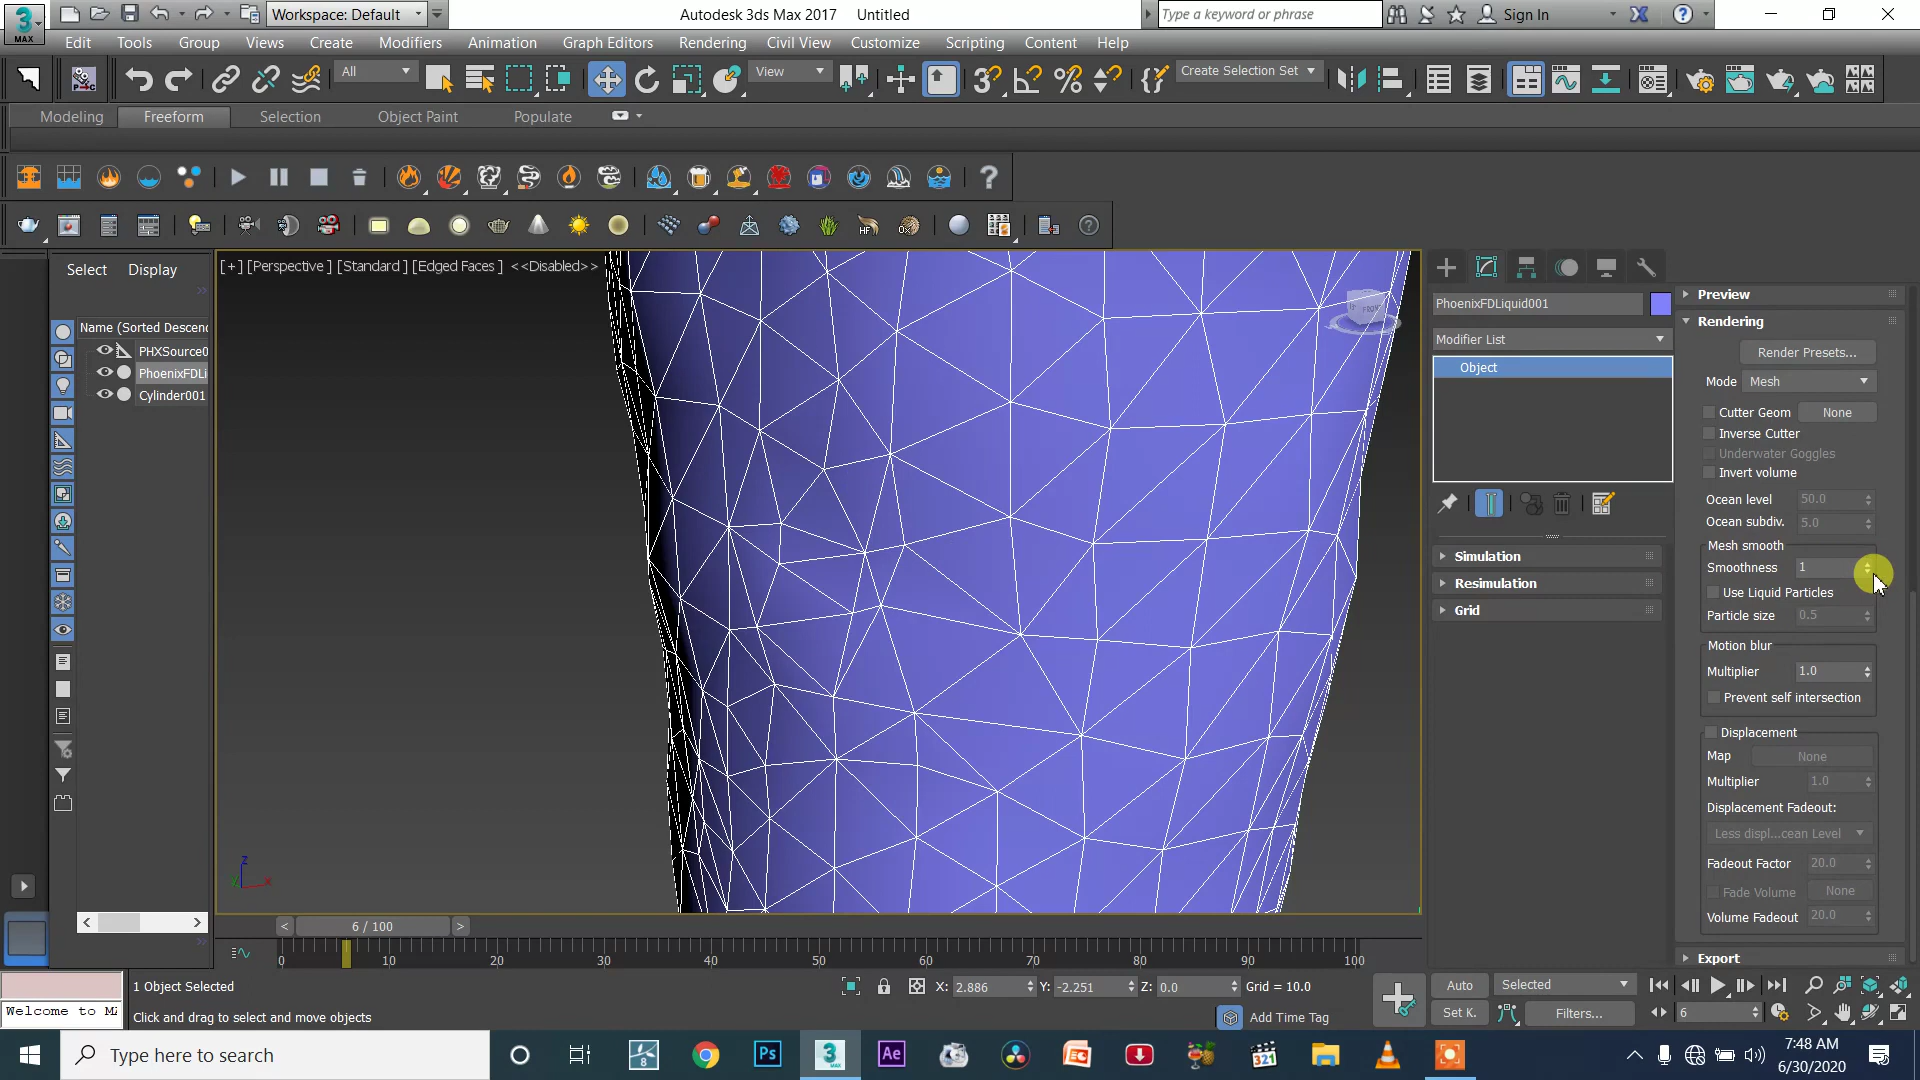 3 MAX
Workspace: Default
Autodesk 3ds Max 2017 Untitled
Type a keyword or phrase
Sign In
Edit Tools Group Views Create Modifiers Animation Graph Editors Rendering Civil View Customize Scripting Content Help
All
View
Create Selection Set
Modeling Freeform Selection Object Paint Populate
Select Display
Name (Sorted Descend
PHXSource0
PhoenixFDLi
Cylinder001
[+] [Perspective] [Standard] [Edged Faces] <<Disabled>>
FRONT
z
x
y
PhoenixFDLiquid001
Modifier List
Object
Simulation
Resimulation
Grid
Preview
Rendering
Render Presets...
Mode Mesh
Cutter Geom None
Inverse Cutter
Underwater Goggles
Invert volume
Ocean level 50.0
Ocean subdiv. 5.0
Mesh smooth
Smoothness 1
Use Liquid Particles
Particle size 0.5
Motion blur
Multiplier 1.0
Prevent self intersection
Displacement
Map None
Multiplier 1.0
Displacement Fadeout:
Less displ...cean Level
Fadeout Factor 20.0
Fade Volume None
Volume Fadeout 20.0
Export
< 6 / 100 >
0 10 20 30 40 50 60 70 80 90 100
1 Object Selected
X: 2.886 Y: -2.251 Z: 0.0 Grid = 10.0
Auto Selected
Welcome to MA
Click and drag to select and move objects
Add Time Tag
Set K. Filters...
6
Type here to search
7:48 AM
6/30/2020